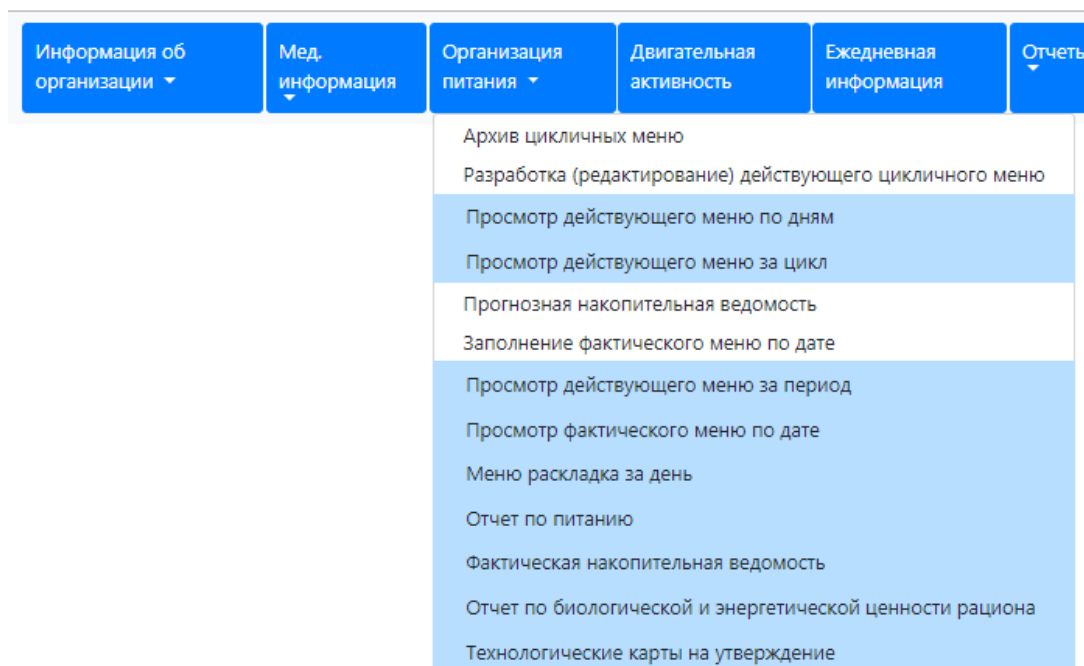 Информация об
организации
Мед.
информация
Организация
питания
Двигательная
активность
Ежедневная
информация
Отчеты
Архив цикличных меню
Разработка (редактирование) действующего цикличного меню
Просмотр действующего меню по дням
Просмотр действующего меню за цикл
Прогнозная накопительная ведомость
Заполнение фактического меню по дате
Просмотр действующего меню за период
Просмотр фактического меню по дате
Меню раскладка за день
Отчет по питанию
Фактическая накопительная ведомость
Отчет по биологической и энергетической ценности рациона
Технологические карты на утверждение